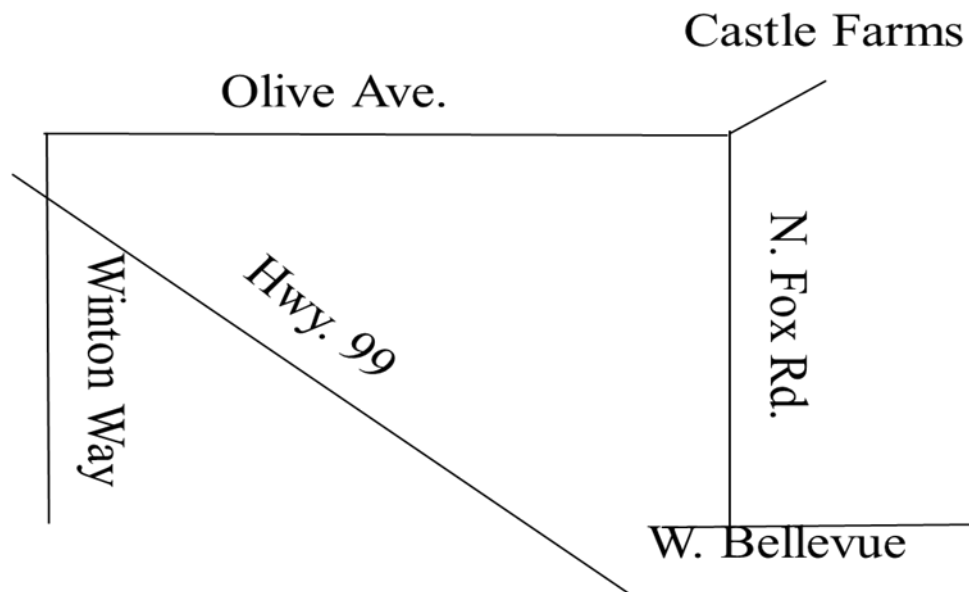 Castle Farms
Olive Ave.
N. Fox Rd.
Hwy. 99
Winton Way
W. Bellevue